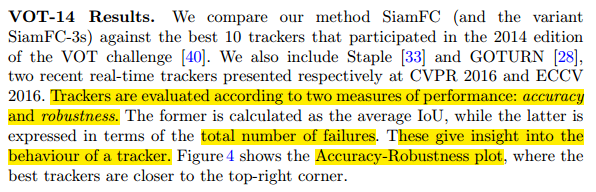 VOT-14 Results. We compare our method SiamFC (and the variant
SiamFC-3s) against the best 10 trackers that participated in the 2014 edition
of the VOT challenge [40]. We also include Staple [33] and GOTURN [28],
two recent real-time trackers presented respectively at CVPR 2016 and ECCV
2016. Trackers are evaluated according to two measures of performance: accuracy
and robustness. The former is calculated as the average IoU, while the latter is
expressed in terms of the total number of failures. These give insight into the
behaviour of a tracker. Figure 4 shows the Accuracy-Robustness plot, where the
best trackers are closer to the top-right corner.